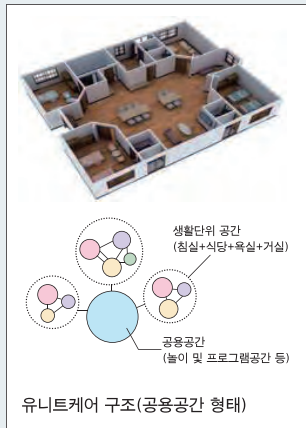 생활단위 공간
(침실+식당+욕실+거실)
공용공간
(놀이 및 프로그램공간 등)
유니트케어 구조(공용공간 형태)